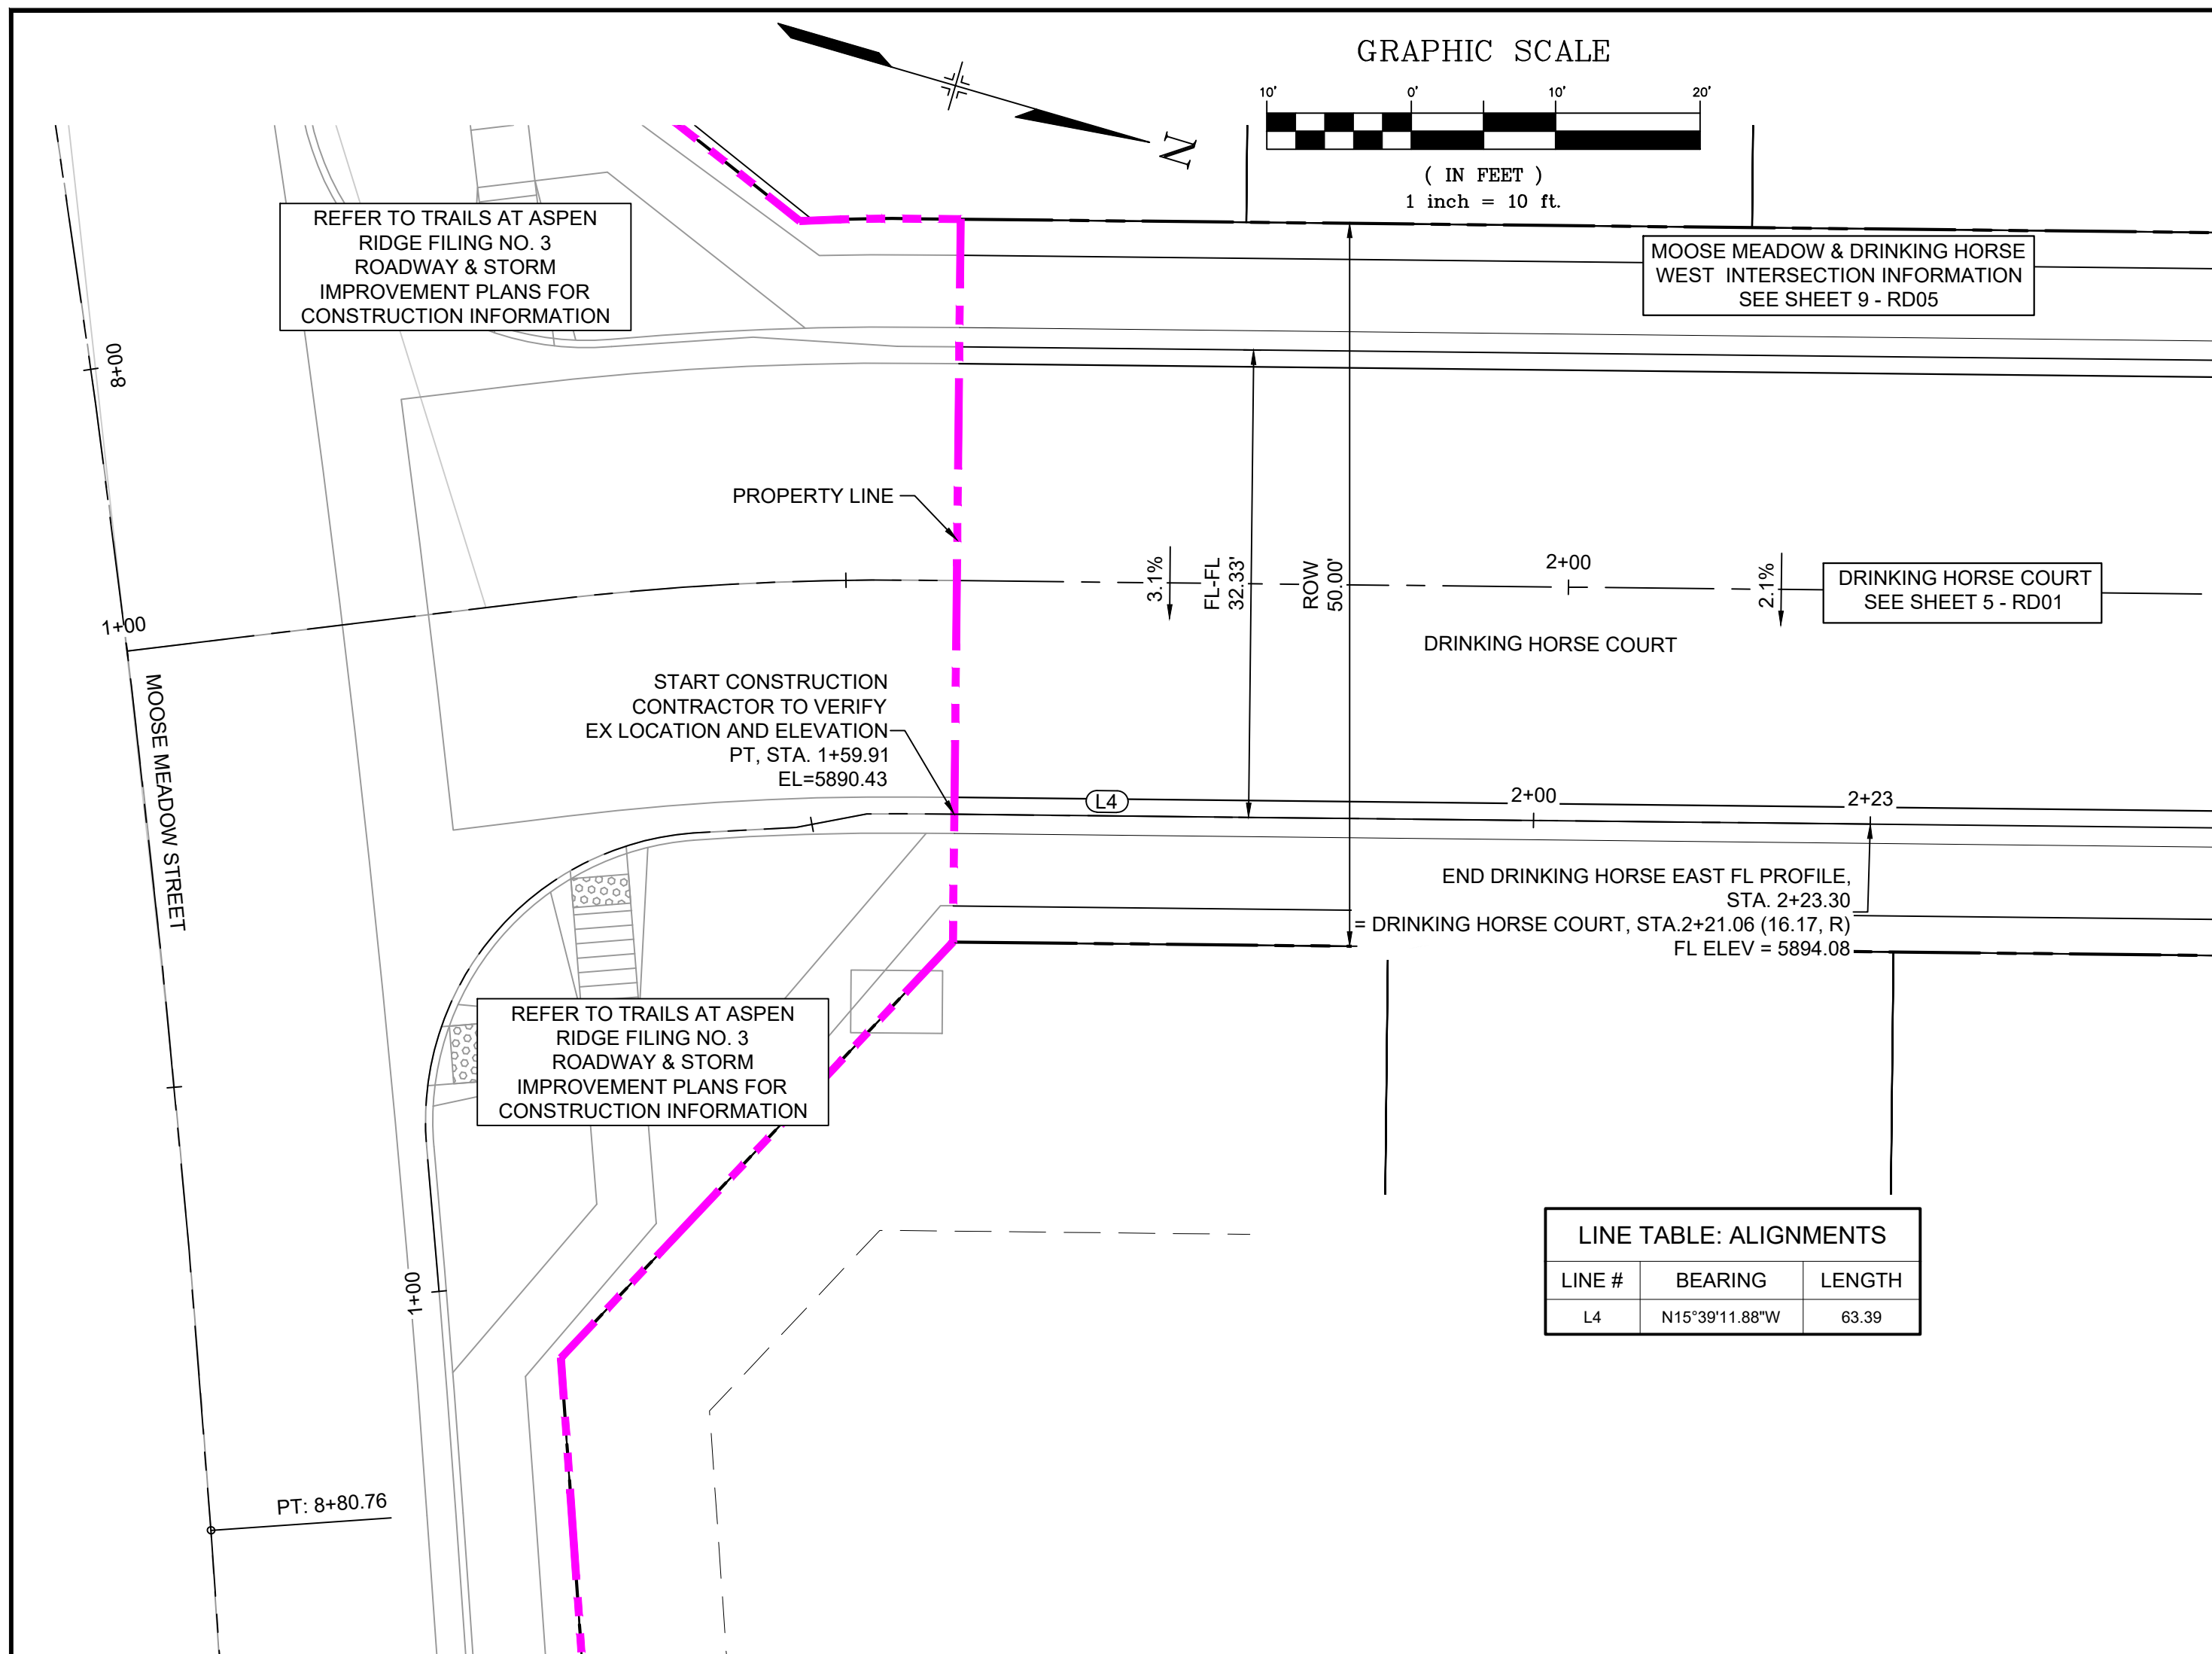 GRAPHIC SCALE
10'
0'
10'
20'
( IN FEET )
1 inch = 10 ft.
N
REFER TO TRAILS AT ASPEN
RIDGE FILING NO. 3
ROADWAY & STORM
IMPROVEMENT PLANS FOR
CONSTRUCTION INFORMATION
MOOSE MEADOW & DRINKING HORSE
WEST INTERSECTION INFORMATION
SEE SHEET 9 - RD05
8+00
PROPERTY LINE
3.1%
FL-FL
32.33'
ROW
50.00'
2+00
2.1%
DRINKING HORSE COURT
SEE SHEET 5 - RD01
1+00
DRINKING HORSE COURT
MOOSE MEADOW STREET
START CONSTRUCTION
CONTRACTOR TO VERIFY
EX LOCATION AND ELEVATION
PT, STA. 1+59.91
EL=5890.43
L4
2+00
2+23
END DRINKING HORSE EAST FL PROFILE,
STA. 2+23.30
= DRINKING HORSE COURT, STA.2+21.06 (16.17, R)
FL ELEV = 5894.08
REFER TO TRAILS AT ASPEN
RIDGE FILING NO. 3
ROADWAY & STORM
IMPROVEMENT PLANS FOR
CONSTRUCTION INFORMATION
1+00
LINE TABLE: ALIGNMENTS
LINE # BEARING LENGTH
L4 N15°39'11.88"W 63.39
PT: 8+80.76